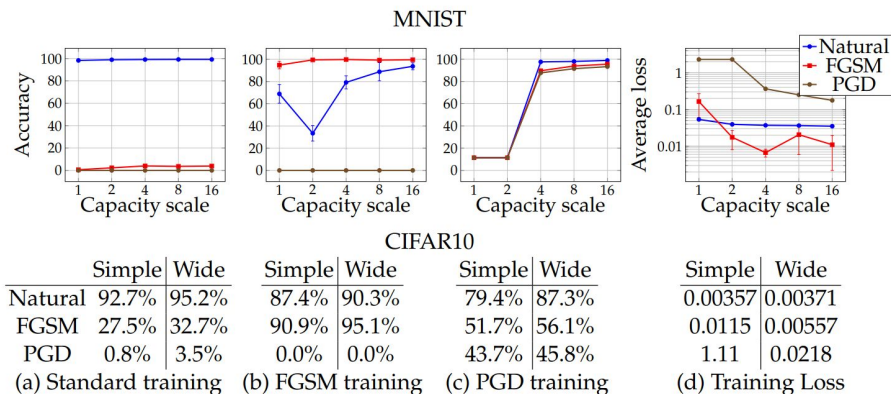 MNIST
Natural
FGSM
PGD
Accuracy
100
80
60
40
20
0
1 2 4 8 16
Capacity scale
100
80
60
40
20
0
1 2 4 8 16
Capacity scale
100
80
60
40
20
0
1 2 4 8 16
Capacity scale
Average loss
1
0.1
0.01
1 2 4 8 16
Capacity scale
CIFAR10
Simple Wide Simple Wide Simple Wide Simple Wide
Natural 92.7% 95.2% 87.4% 90.3% 79.4% 87.3% 0.00357 0.00371
FGSM 27.5% 32.7% 90.9% 95.1% 51.7% 56.1% 0.0115 0.00557
PGD 0.8% 3.5% 0.0% 0.0% 43.7% 45.8% 1.11 0.0218
(a) Standard training (b) FGSM training (c) PGD training (d) Training Loss